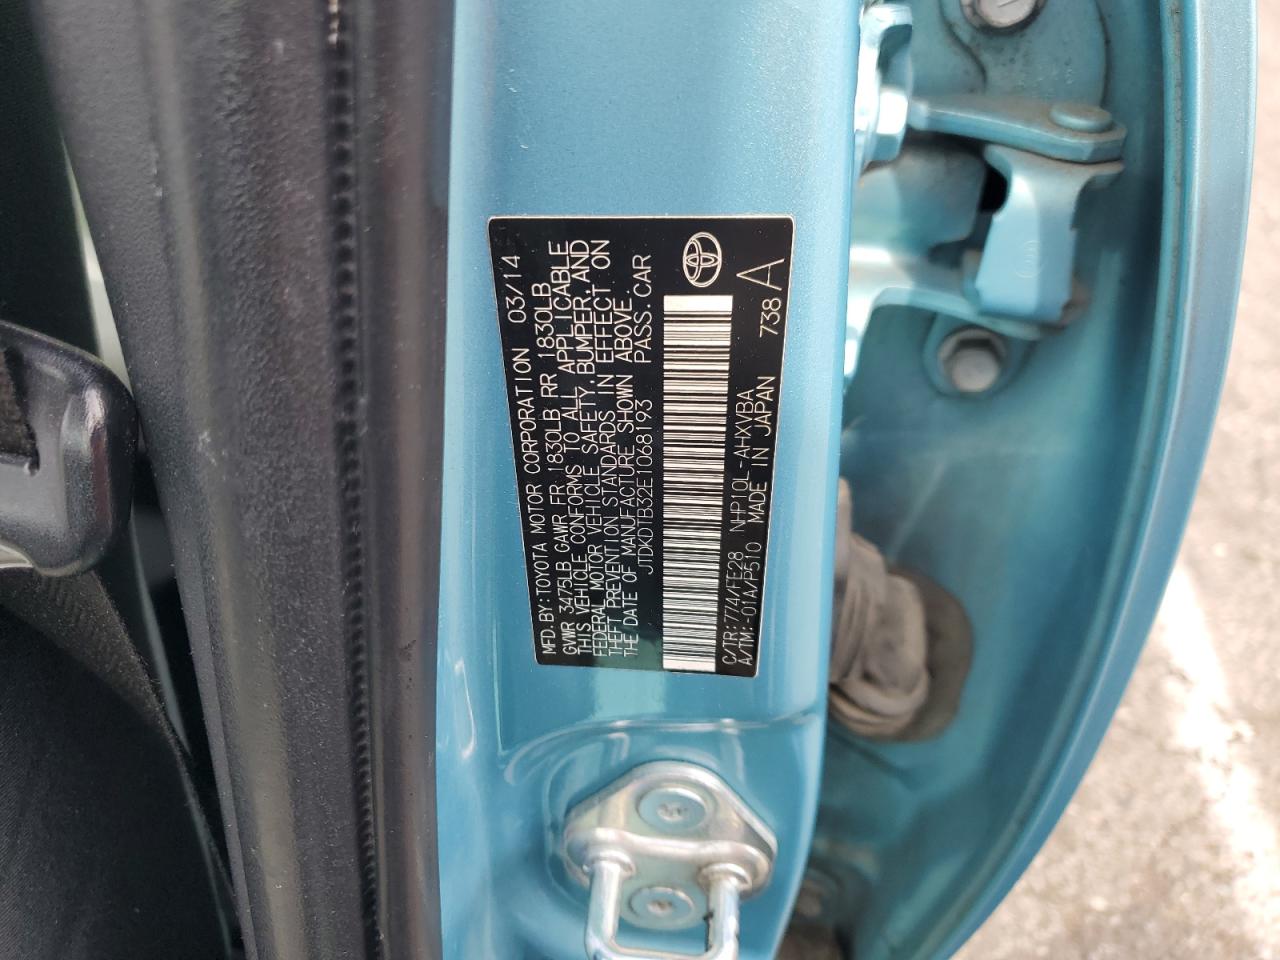 MFD.BY:TOYOTA MOTOR CORPORATION 03/14
GVWR 3475LB GAWR FR 1830LB RR 1830LB
THIS VEHICLE CONFORMS TO ALL APPLICABLE
FEDERAL MOTOR VEHICLE SAFETY,BUMPER,AND
THEFT PREVENTION STANDARDS IN EFFECT ON
THE DATE OF MANUFACTURE SHOWN ABOVE.
JTDKDTB32E1068193 PASS.CAR
C/TR:774/FE28 NHP10L-AHXVBA 738 A
A/TM:-01A/P510 MADE IN JAPAN